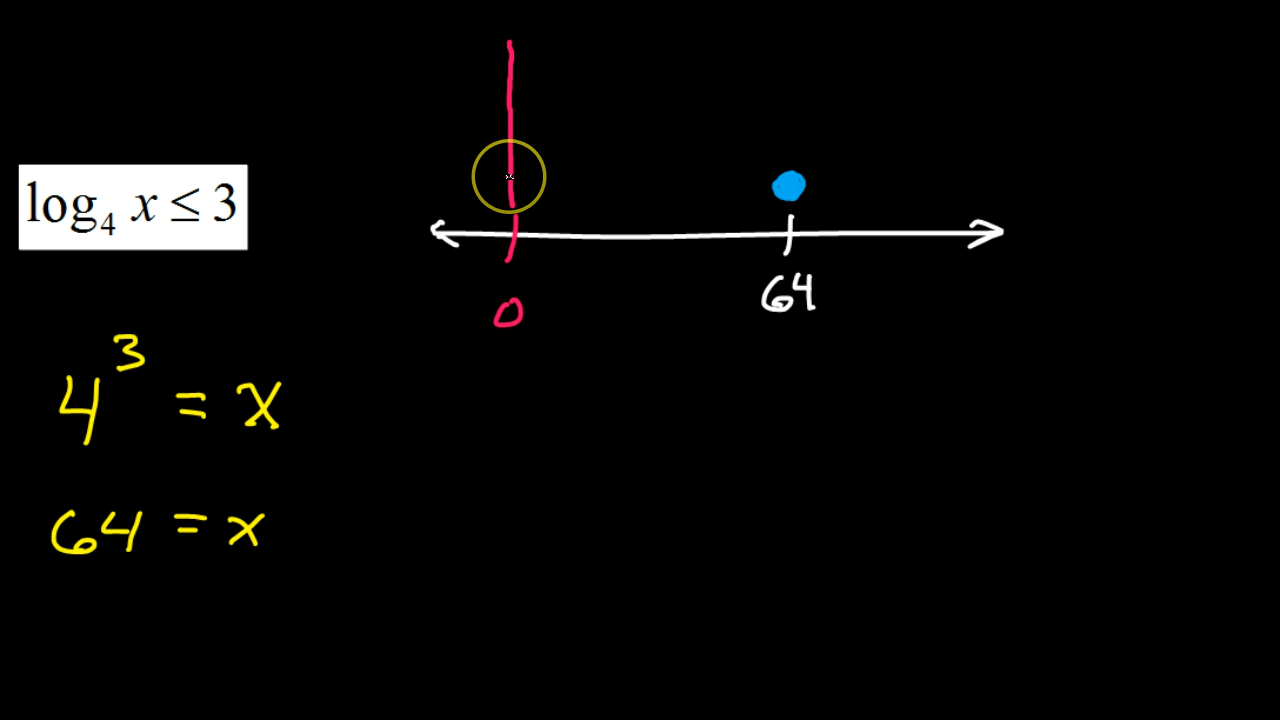 log₄ x ≤ 3
4³ = x
64 = x
0
64